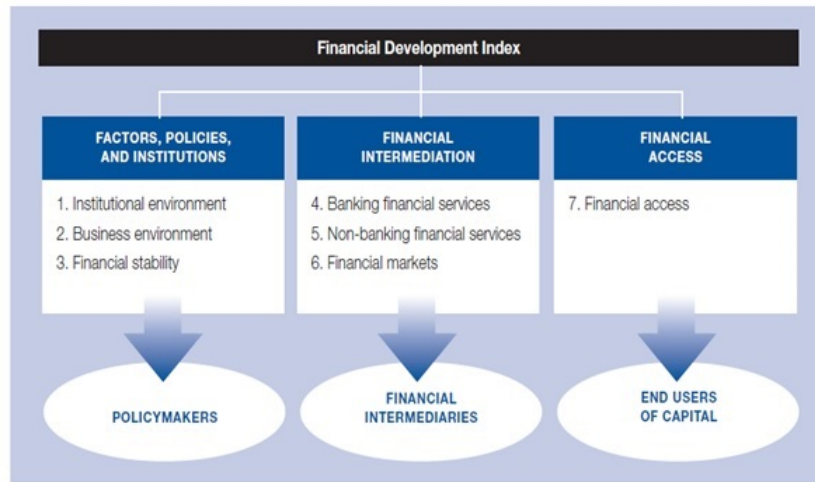 Financial Development Index
FACTORS, POLICIES,
AND INSTITUTIONS
1. Institutional environment
2. Business environment
3. Financial stability
POLICYMAKERS
FINANCIAL
INTERMEDIATION
4. Banking financial services
5. Non-banking financial services
6. Financial markets
FINANCIAL
INTERMEDIARIES
FINANCIAL
ACCESS
7. Financial access
END USERS
OF CAPITAL